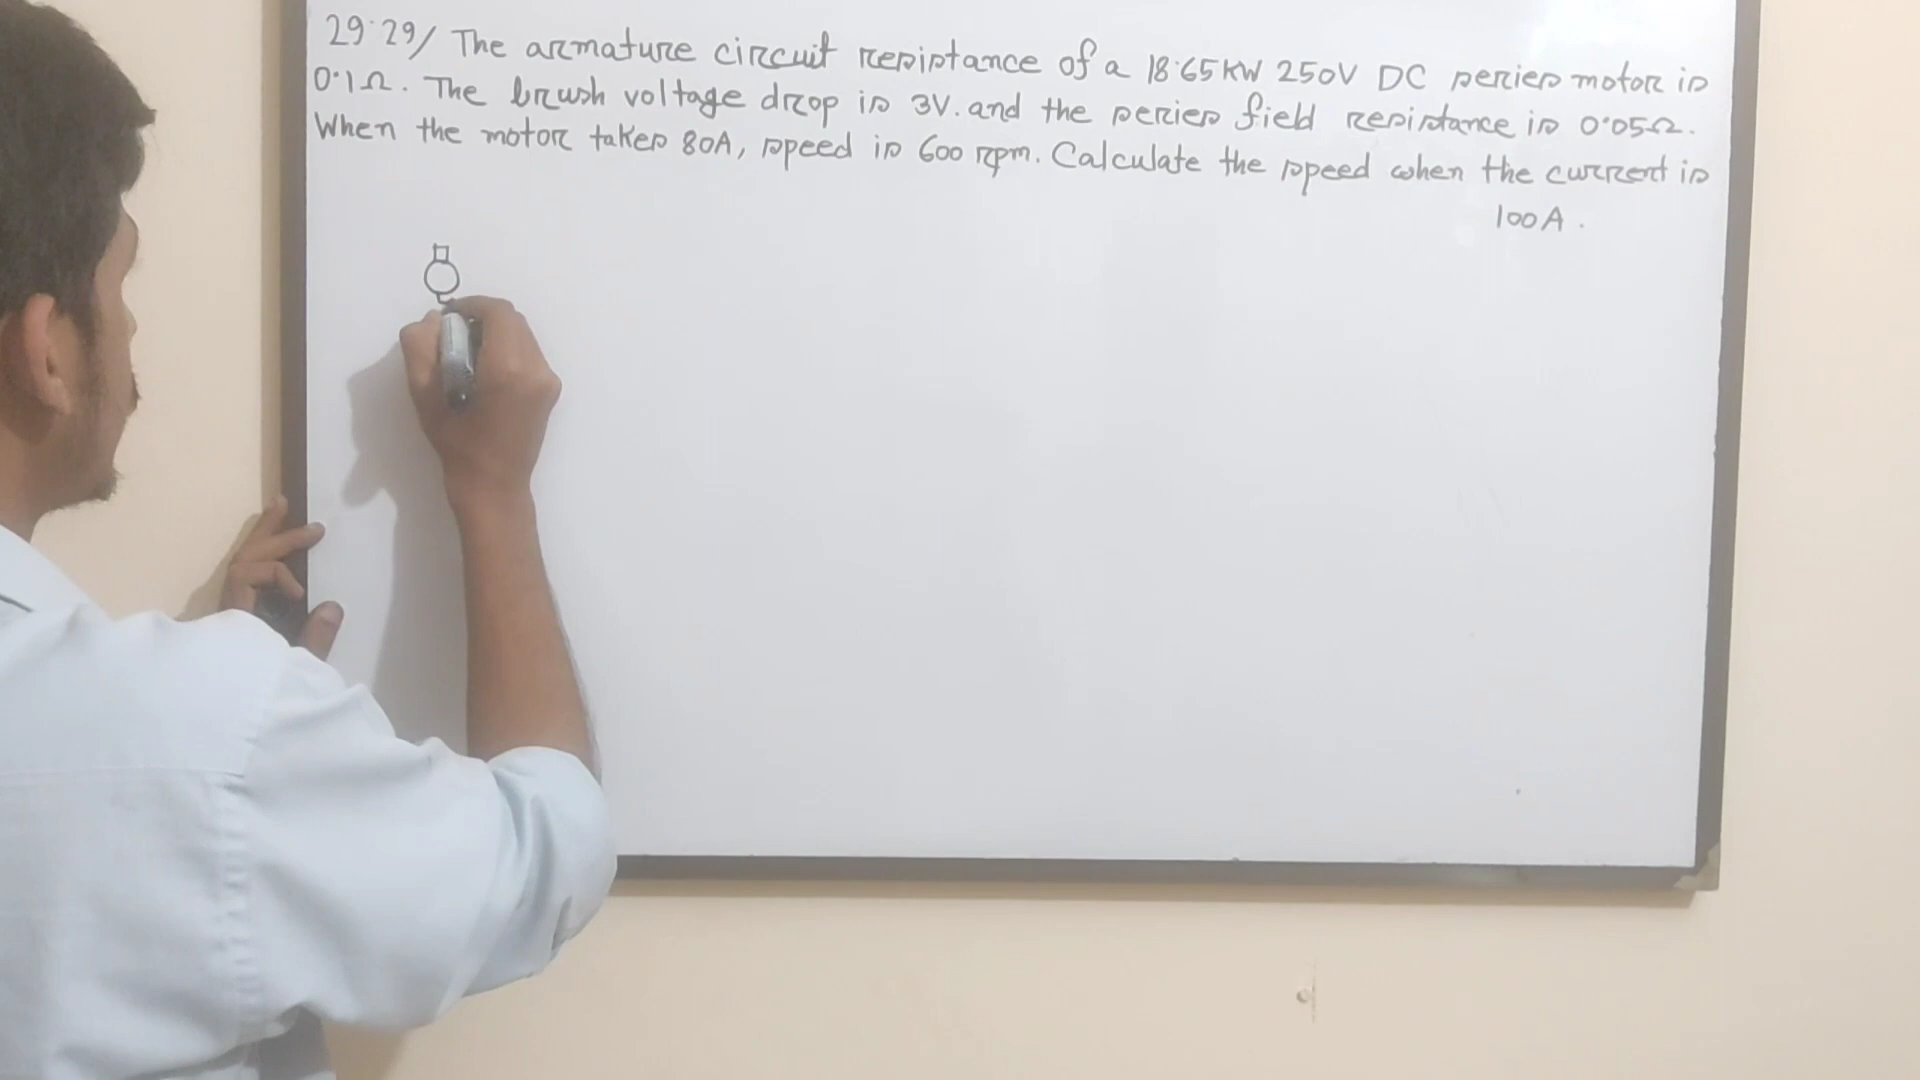 29.29/ The armature circuit resistance of a 18.65KW 250V DC series motor is
0.1Ω. The brush voltage drop is 3V. and the series field resistance is 0.05Ω.
When the motor takes 80A, speed is 600 rpm. Calculate the speed when the current is
100A.